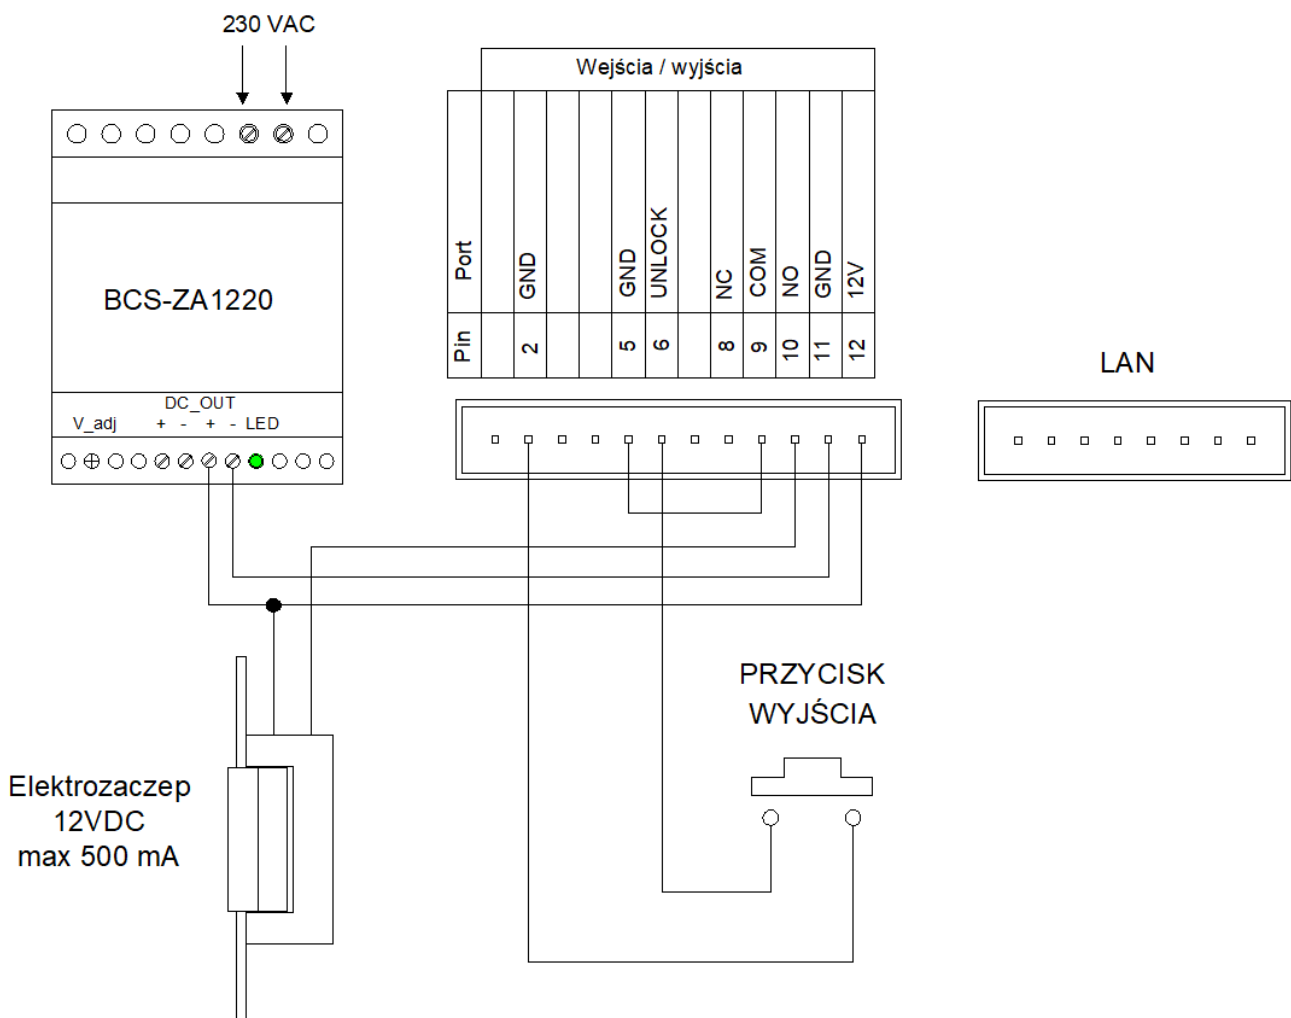 230 VAC
Wejścia / wyjścia
Port
GND
GND
UNLOCK
NC
COM
NO
GND
12V
Pin
2
5
6
8
9
10
11
12
BCS-ZA1220
DC_OUT
V_adj + - + - LED
LAN
PRZYCISK
WYJŚCIA
Elektrozaczep
12VDC
max 500 mA